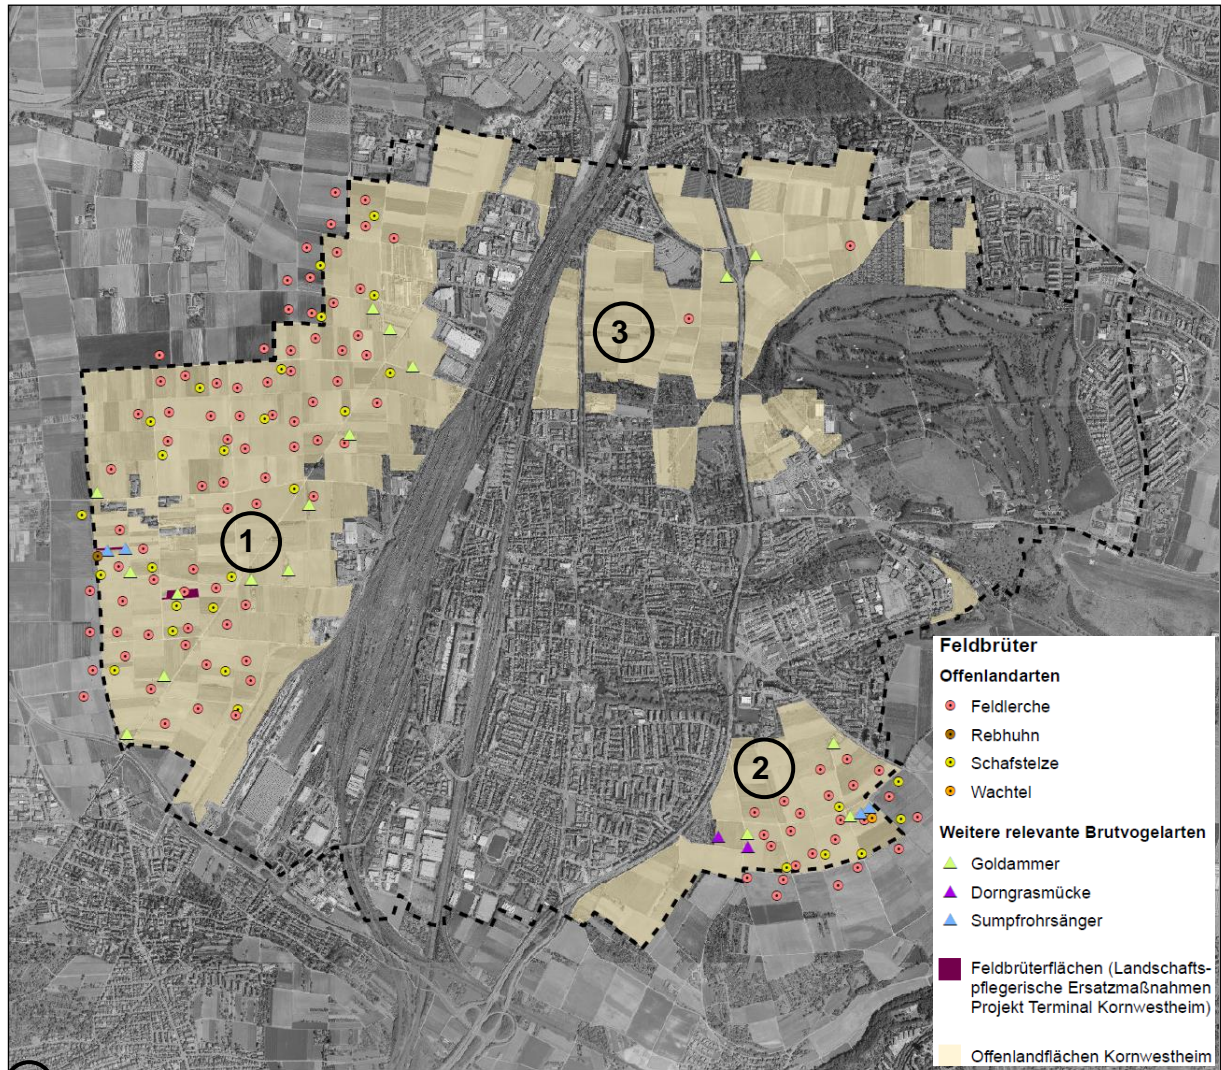 3
1
2
Feldbrüter
Offenlandarten
Feldlerche
Rebhuhn
Schafstelze
Wachtel
Weitere relevante Brutvogelarten
Goldammer
Dorngrasmücke
Sumpfrohrsänger
Feldbrüterflächen (Landschafts-
pflegerische Ersatzmaßnahmen
Projekt Terminal Kornwestheim)
Offenlandflächen Kornwestheim